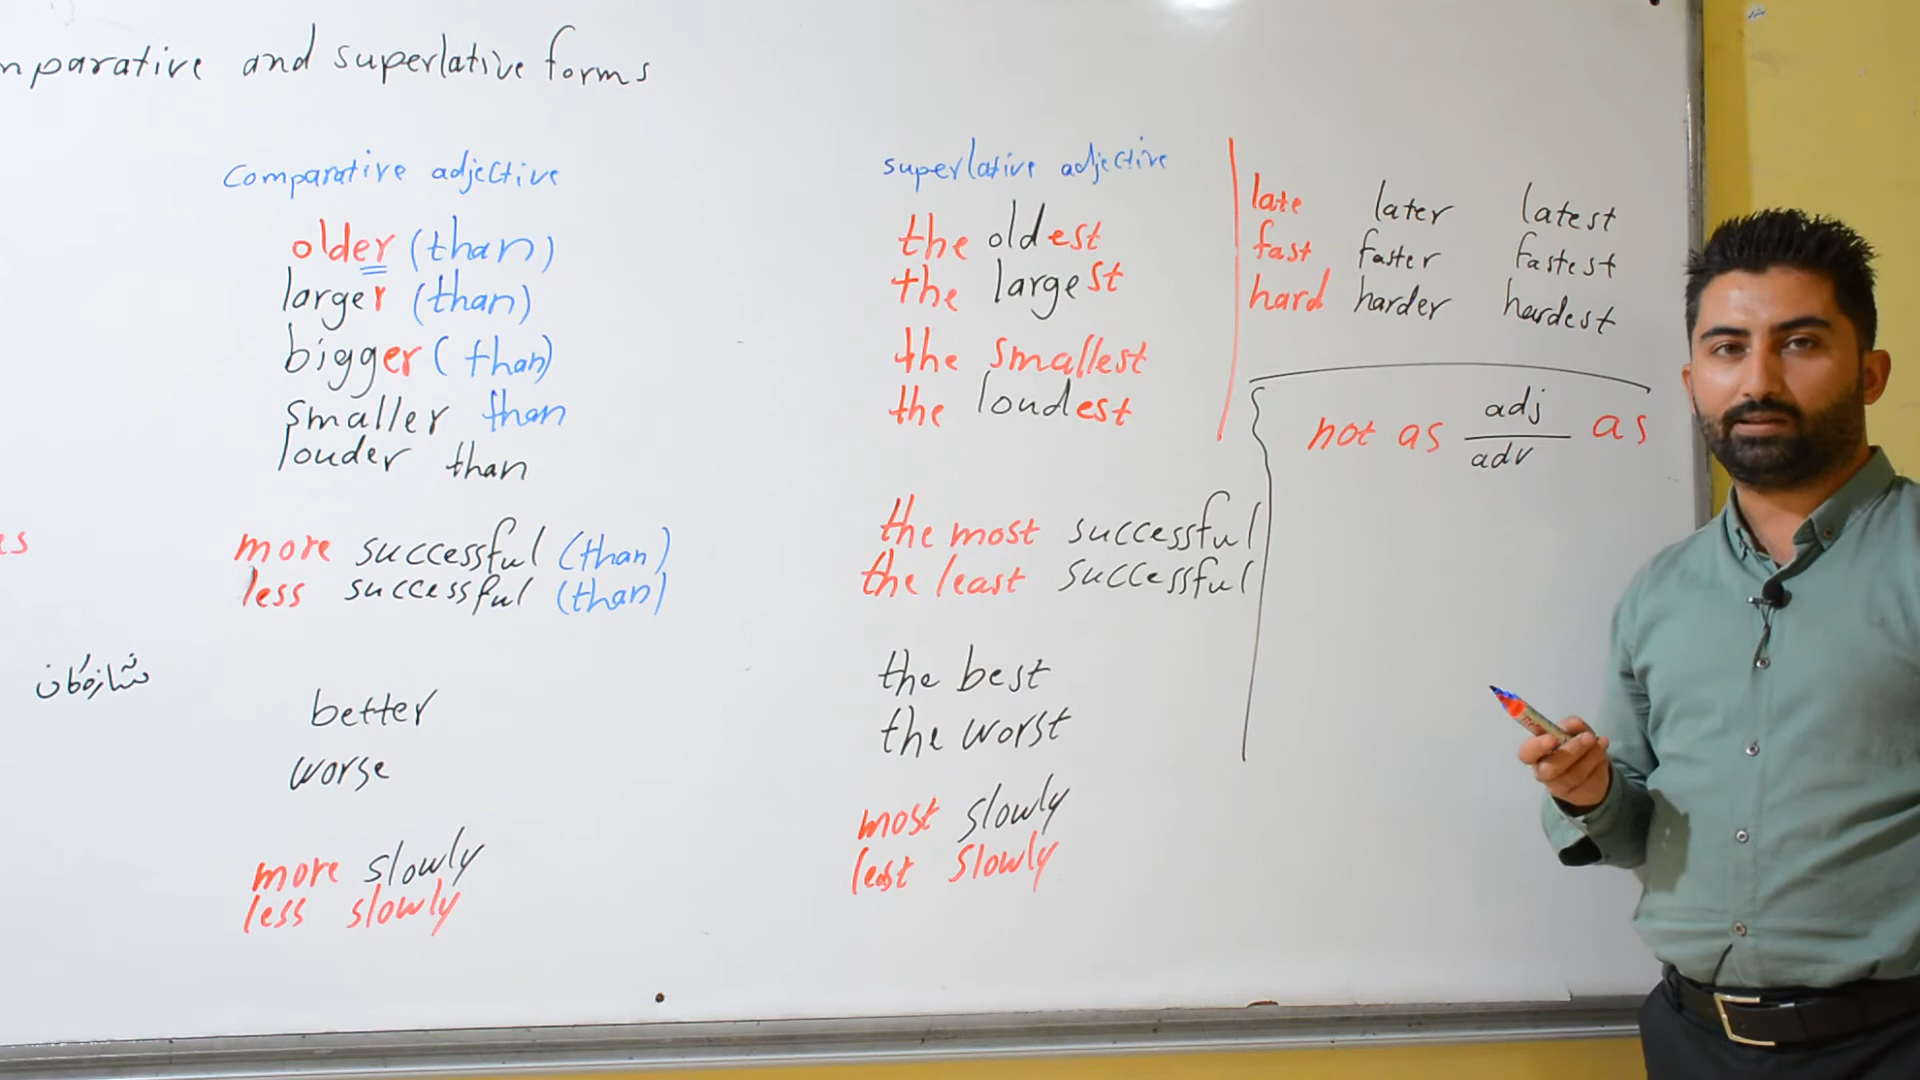 mparative and superlative forms
comparative adjective
older (than)
larger (than)
bigger (than)
smaller than
louder than
more successful (than)
less successful (than)
better
worse
more slowly
less slowly
superlative adjective
the oldest
the largest
the smallest
the loudest
the most successful
the least successful
the best
the worst
most slowly
least slowly
late later latest
fast faster fastest
hard harder hardest
not as adj as
adv
es